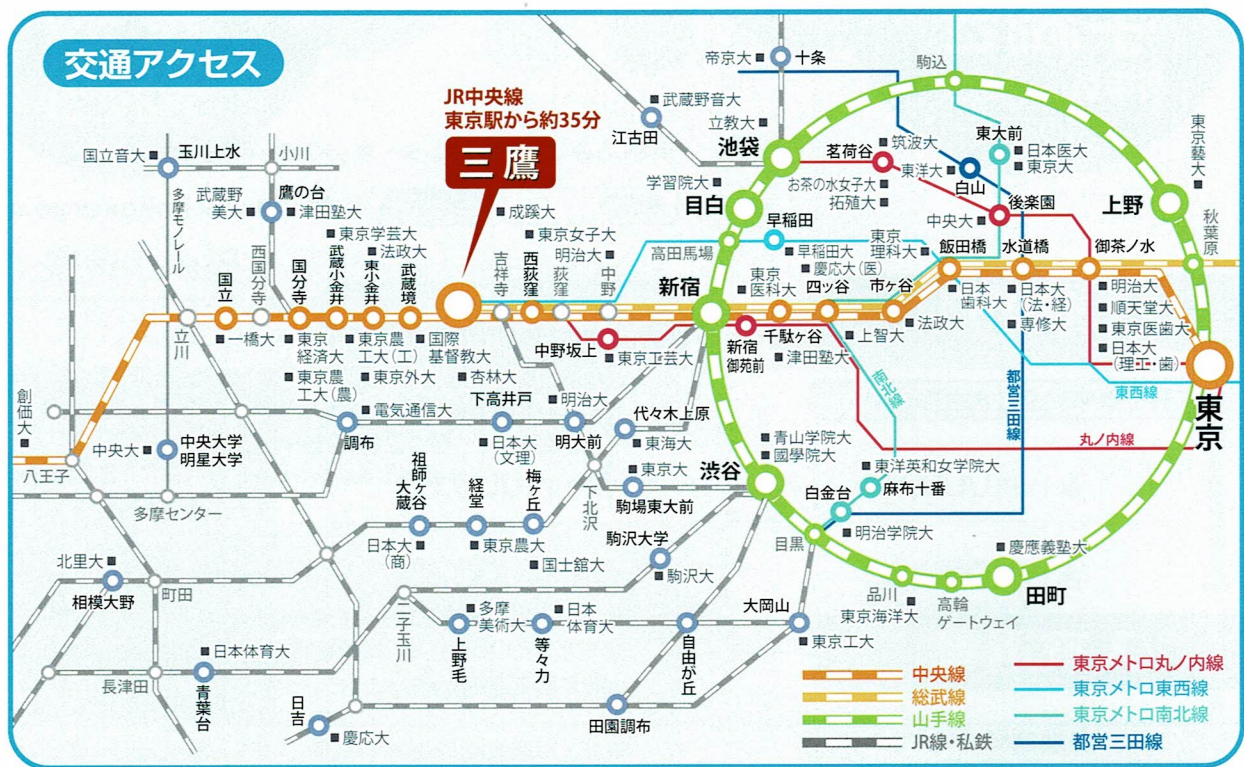 交通アクセス
JR中央線
東京駅から約35分
三鷹
帝京大
十条
駒込
武蔵野音大
江古田
立教大
池袋
茗荷谷
筑波大
東洋大
白山
東大前
日本医大
東京大
東京藝大
国立音大
玉川上水
小川
多摩モノレール
武蔵野
美大
鷹の台
津田塾大
学習院大
目白
お茶の水女子大
拓殖大
中央大
後楽園
上野
秋葉原
成蹊大
東京女子大
明治大
東京学芸大
法政大
高田馬場
早稲田
早稲田大
慶応大(医)
東京
理科大
飯田橋
水道橋
御茶ノ水
立川
国立
西国分寺
国分寺
武蔵小金井
東小金井
武蔵境
吉祥寺
西荻窪
荻窪
中野
新宿
東京
医科大
四ッ谷
市ヶ谷
日本
歯科大
日本大
(法・経)
専修大
明治大
順天堂大
東京医歯大
日本大
(理工・歯)
一橋大
東京
経済大
東京農
工大(農)
東京農
工大(工)
東京外大
国際
基督教大
杏林大
中野坂上
東京工芸大
新宿
御苑前
千駄ヶ谷
津田塾大
上智大
法政大
南北線
都営三田線
東西線
東京
丸ノ内線
創価大
八王子
中央大
中央大学
明星大学
多摩センター
電気通信大
調布
下高井戸
日本大
(文理)
明治大
明大前
代々木上原
東海大
下北沢
東京大
駒場東大前
青山学院大
國學院大
渋谷
東洋英和女学院大
麻布十番
白金台
明治学院大
目黒
慶應義塾大
田町
品川
東京海洋大
高輪
ゲートウェイ
祖師ヶ谷
大蔵
日本大
(商)
経堂
東京農大
梅ヶ丘
国士舘大
駒沢大学
駒沢大
北里大
相模大野
町田
二子玉川
多摩
美術大
上野毛
日本
体育大
等々力
自由が丘
大岡山
東京工大
長津田
日本体育大
青葉台
日吉
慶応大
田園調布
中央線
総武線
山手線
JR線・私鉄
東京メトロ丸ノ内線
東京メトロ東西線
東京メトロ南北線
都営三田線